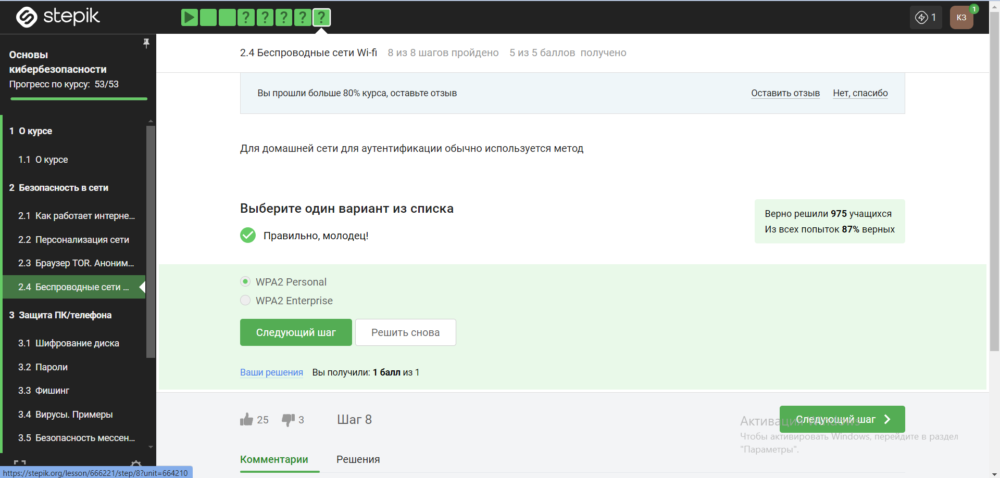 stepik
?
?
?
?
?
1
КЗ
1
Основы
кибербезопасности
Прогресс по курсу: 53/53
1 О курсе
1.1 О курсе
2 Безопасность в сети
2.1 Как работает интерне...
2.2 Персонализация сети
2.3 Браузер TOR. Аноним...
2.4 Беспроводные сети ...
3 Защита ПК/телефона
3.1 Шифрование диска
3.2 Пароли
3.3 Фишинг
3.4 Вирусы. Примеры
3.5 Безопасность мессен...
2.4 Беспроводные сети Wi-fi 8 из 8 шагов пройдено 5 из 5 баллов получено
Вы прошли больше 80% курса, оставьте отзыв
Оставить отзыв Нет, спасибо
Для домашней сети для аутентификации обычно используется метод
Выберите один вариант из списка
Правильно, молодец!
Верно решили 975 учащихся
Из всех попыток 87% верных
WPA2 Personal
WPA2 Enterprise
Следующий шаг Решить снова
Ваши решения Вы получили: 1 балл из 1
25 3 Шаг 8
Следующий шаг
Активация Windows
Чтобы активировать Windows, перейдите в раздел
"Параметры".
Комментарии Решения
https://stepik.org/lesson/666221/step/8?unit=664210